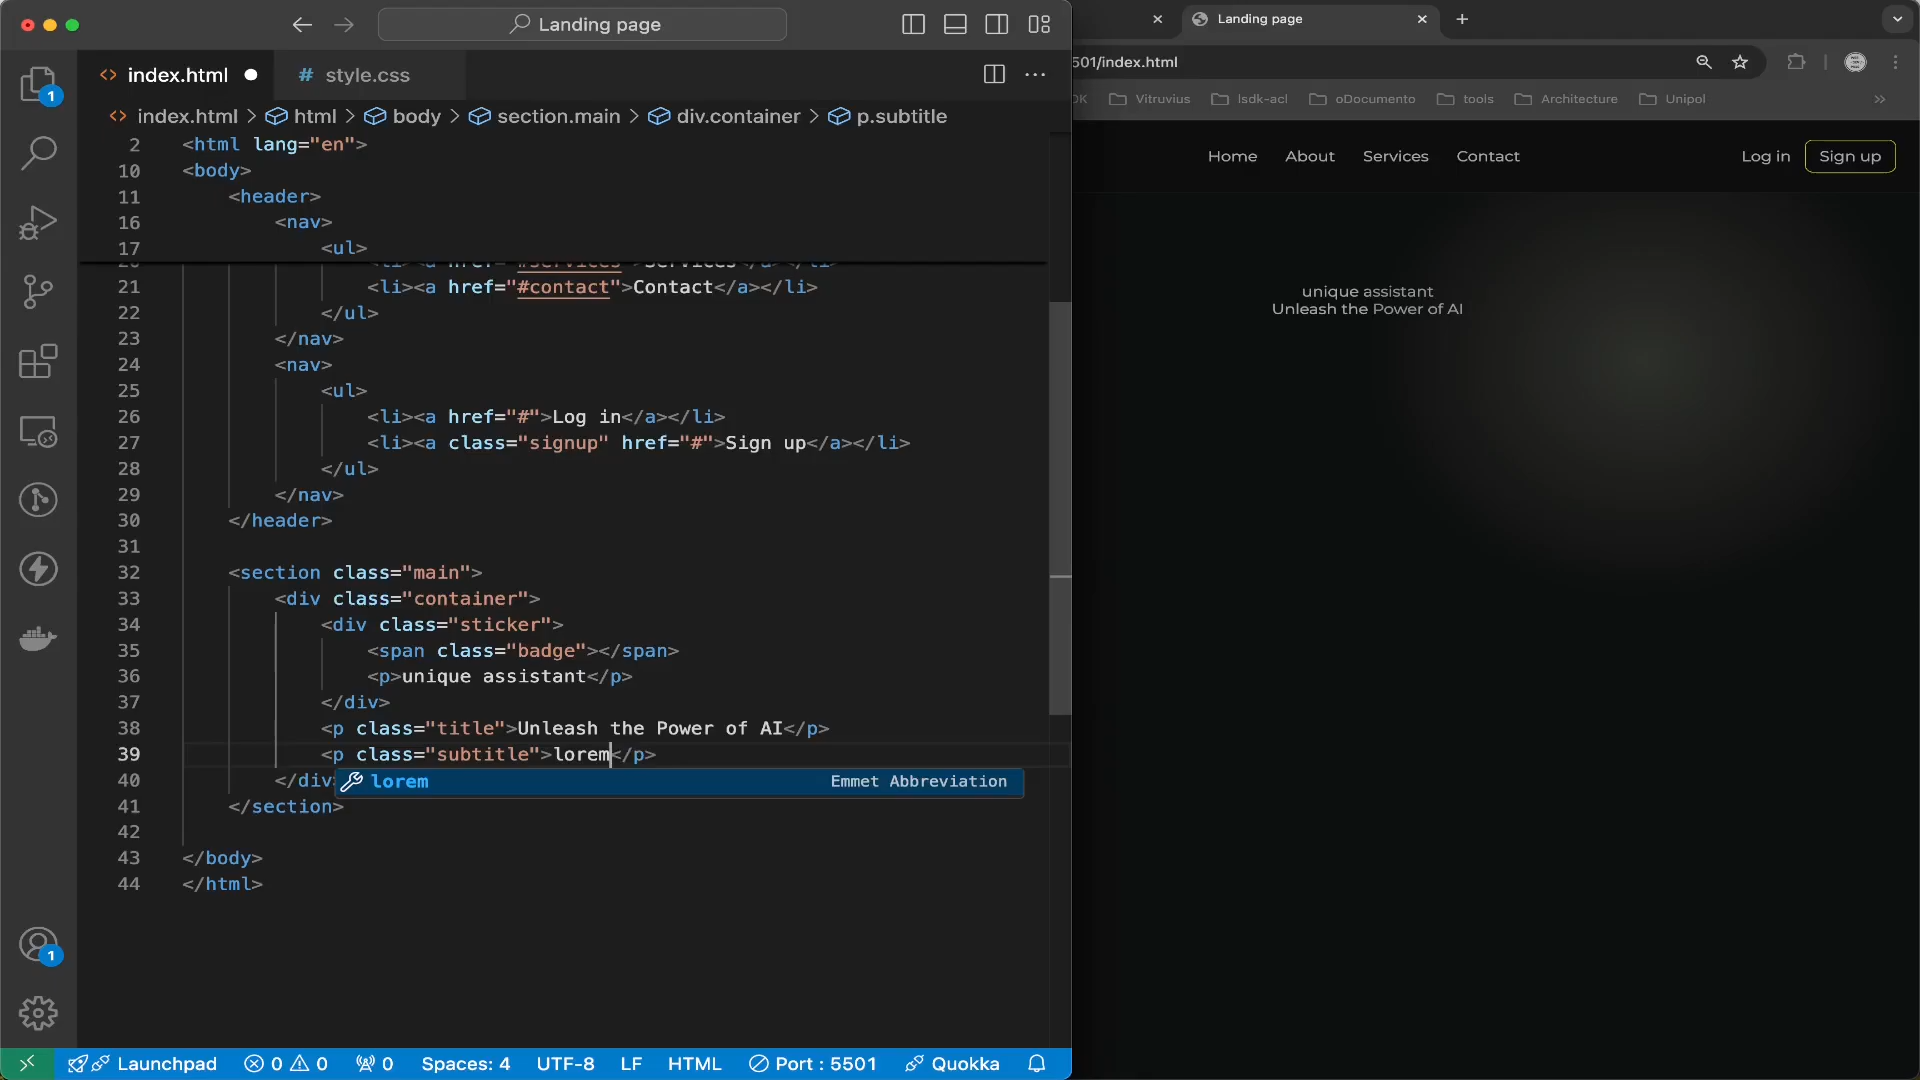 Landing page
Landing page
index.html
# style.css
501/index.html
1
index.html > html > body > section.main > div.container > p.subtitle
Vitruvius
lsdk-acl
oDocumento
tools
Architecture
Unipol
Home
About
Services
Contact
Log in
Sign up
unique assistant
Unleash the Power of AI
2 <html lang="en">
10 <body>
11 <header>
16 <nav>
17 <ul>
21 <li><a href="#contact">Contact</a></li>
22 </ul>
23 </nav>
24 <nav>
25 <ul>
26 <li><a href="#">Log in</a></li>
27 <li><a class="signup" href="#">Sign up</a></li>
28 </ul>
29 </nav>
30 </header>
31
32 <section class="main">
33 <div class="container">
34 <div class="sticker">
35 <span class="badge"></span>
36 <p>unique assistant</p>
37 </div>
38 <p class="title">Unleash the Power of AI</p>
39 <p class="subtitle">lorem</p>
40 </div
lorem
Emmet Abbreviation
41 </section>
42
43 </body>
44 </html>
1
Launchpad
0
0
0
Spaces: 4
UTF-8
LF
HTML
Port : 5501
Quokka